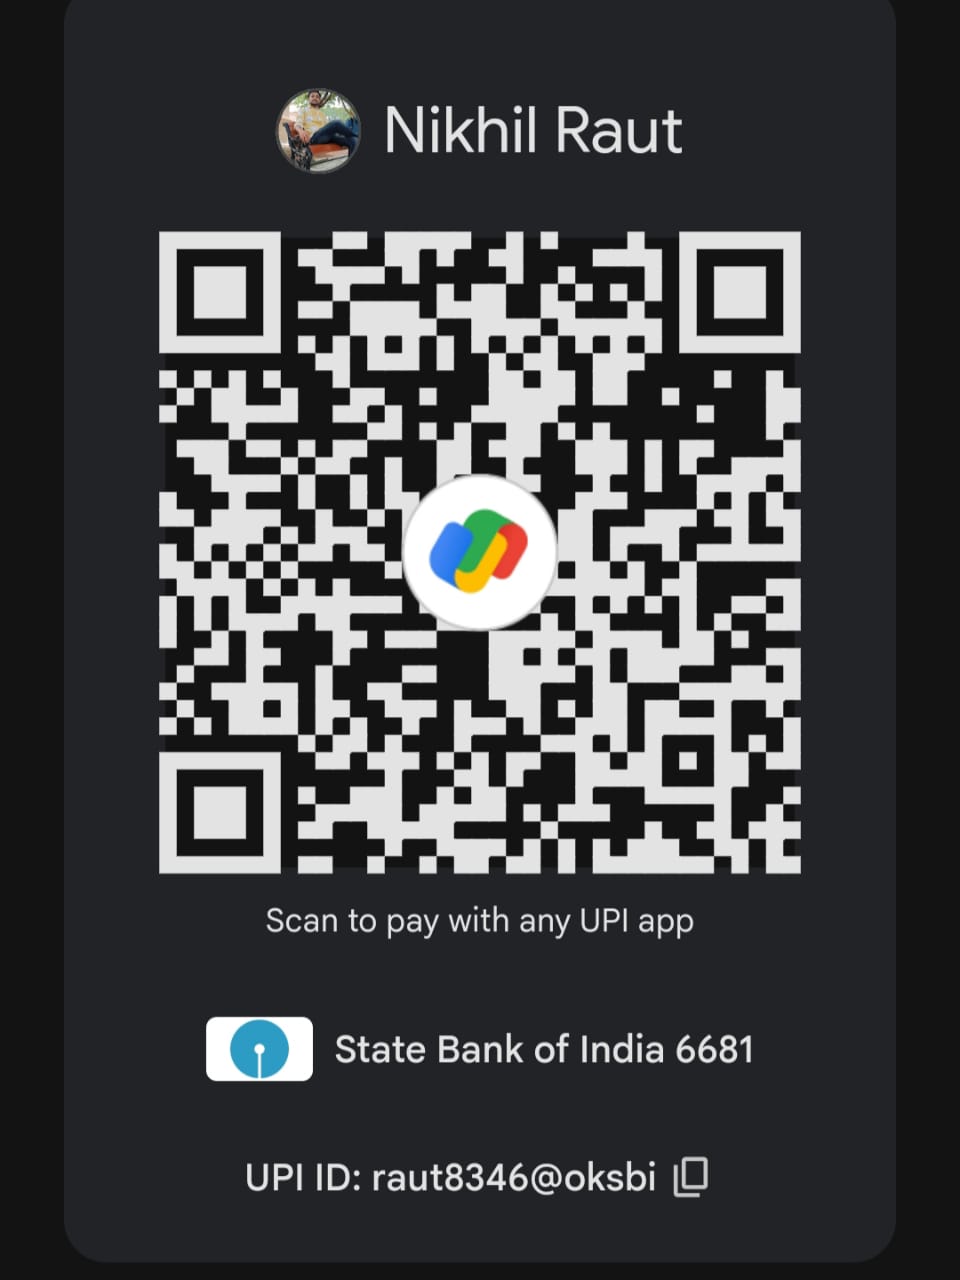 Nikhil Raut
Scan to pay with any UPI app
State Bank of India 6681
UPI ID: raut8346@oksbi